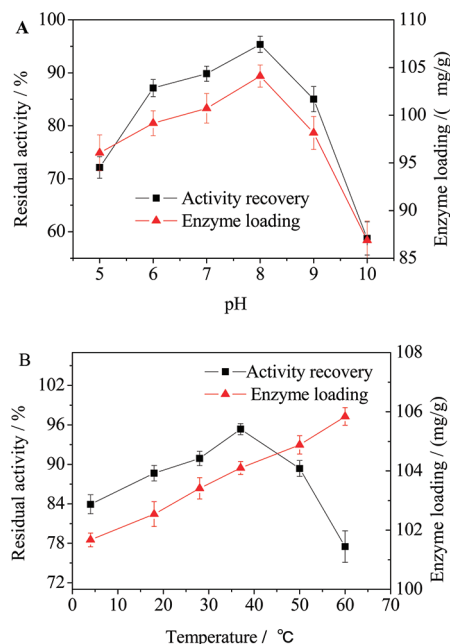 A
100
90
80
70
60
110
105
100
95
90
85
Residual activity / %
Enzyme loading /( mg/g)
Activity recovery
Enzyme loading
5 6 7 8 9 10
pH
B
102
96
90
84
78
72
108
106
104
102
100
Residual activity / %
Enzyme loading / (mg/g)
Activity recovery
Enzyme loading
0 10 20 30 40 50 60 70
Temperature / ℃